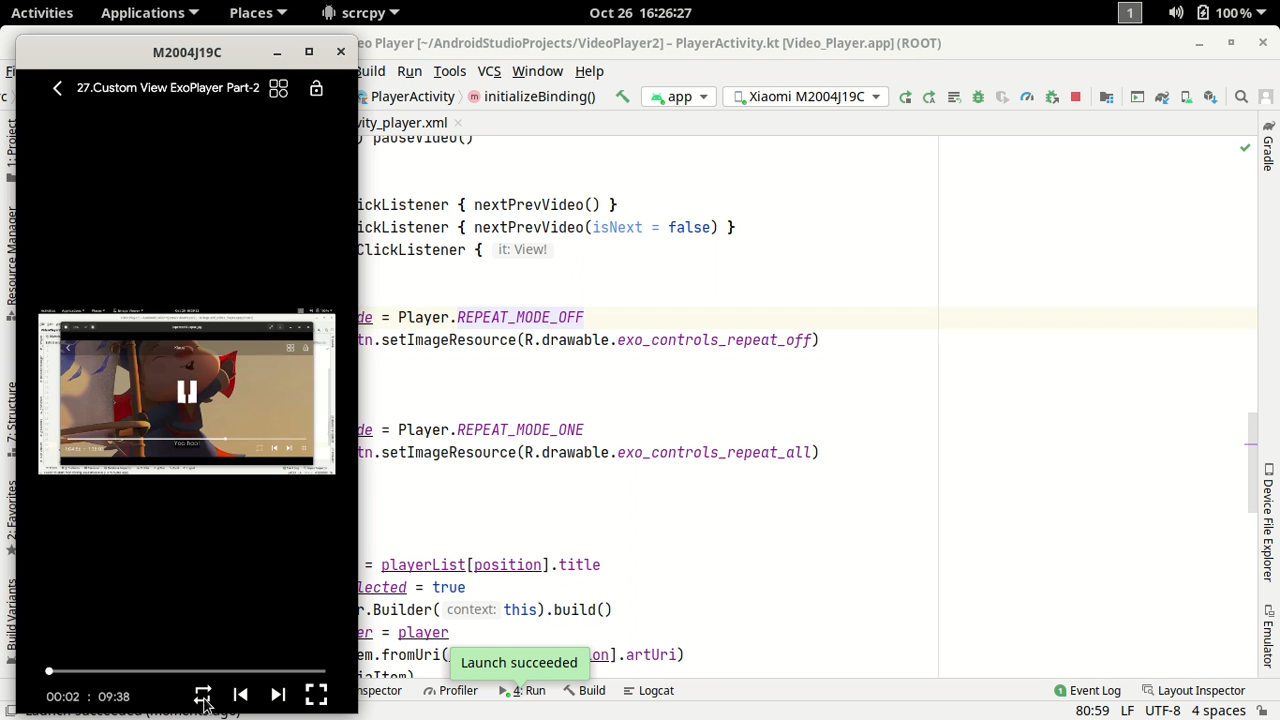 Activities Applications Places scrcpy Oct 26 16:26:27 1 100%
M2004J19C
eo Player [~/AndroidStudioProjects/VideoPlayer2] – PlayerActivity.kt [Video_Player.app] (ROOT)
Build Run Tools VCS Window Help
PlayerActivity initializeBinding() app Xiaomi M2004J19C
27.Custom View ExoPlayer Part-2
ity_player.xml
) pauseVideo()
ickListener { nextPrevVideo() }
ickListener { nextPrevVideo(isNext = false) }
ClickListener { it: View!
de = Player.REPEAT_MODE_OFF
tn.setImageResource(R.drawable.exo_controls_repeat_off)
de = Player.REPEAT_MODE_ONE
tn.setImageResource(R.drawable.exo_controls_repeat_all)
= playerList[position].title
lected = true
r.Builder( context: this).build()
er = player
em.fromUri( on].artUri)
iaItem)
Launch succeeded
00:02 : 09:38
spector Profiler 4: Run Build Logcat Event Log Layout Inspector
80:59 LF UTF-8 4 spaces
1: Project
Resource Manager
7: Structure
2: Favorites
Build Variants
Gradle
Device File Explorer
Emulator